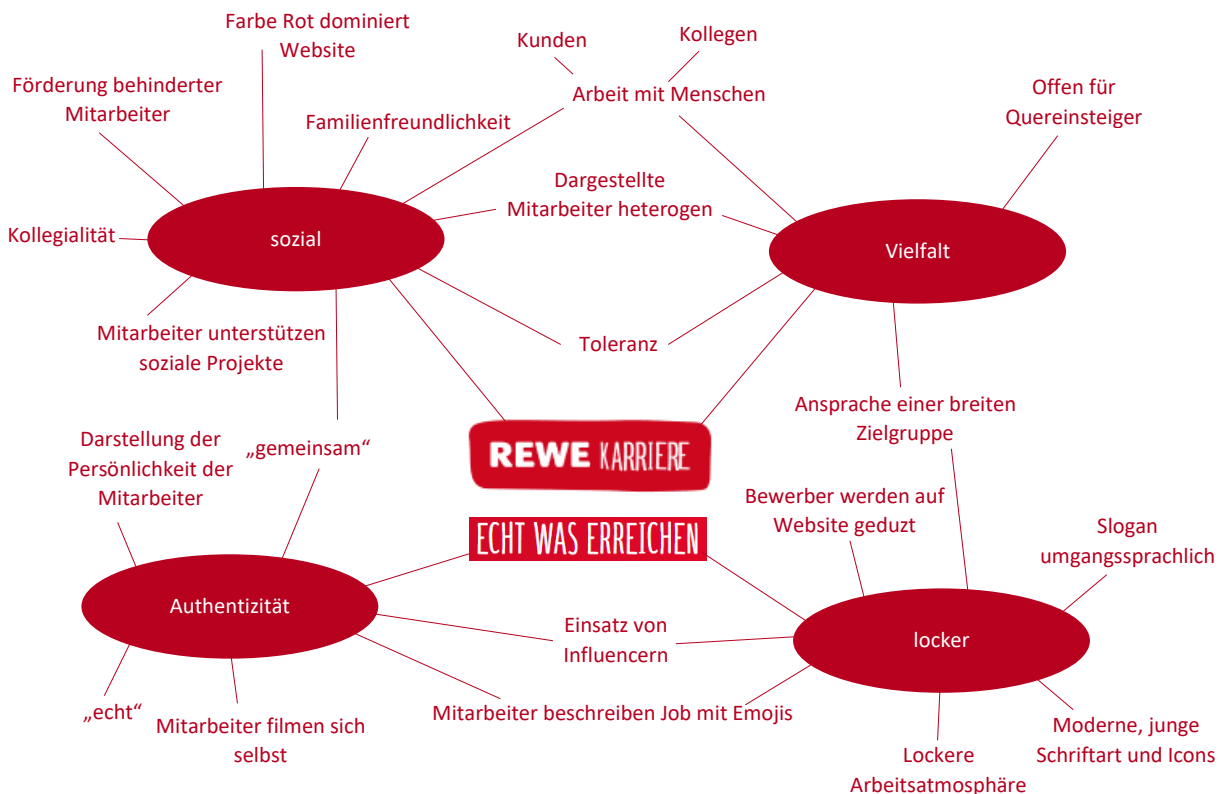 Farbe Rot dominiert
Website
Kunden
Kollegen
Förderung behinderter
Mitarbeiter
Familienfreundlichkeit
Arbeit mit Menschen
Offen für
Quereinsteiger
Dargestellte
Mitarbeiter heterogen
Kollegialität
sozial
Vielfalt
Mitarbeiter unterstützen
soziale Projekte
Toleranz
Ansprache einer breiten
Zielgruppe
Darstellung der
Persönlichkeit der
Mitarbeiter
„gemeinsam“
REWE KARRIERE
ECHT WAS ERREICHEN
Bewerber werden auf
Website geduzt
Slogan
umgangssprachlich
Authentizität
Einsatz von
Influencern
locker
„echt“
Mitarbeiter filmen sich
selbst
Mitarbeiter beschreiben Job mit Emojis
Lockere
Arbeitsatmosphäre
Moderne, junge
Schriftart und Icons